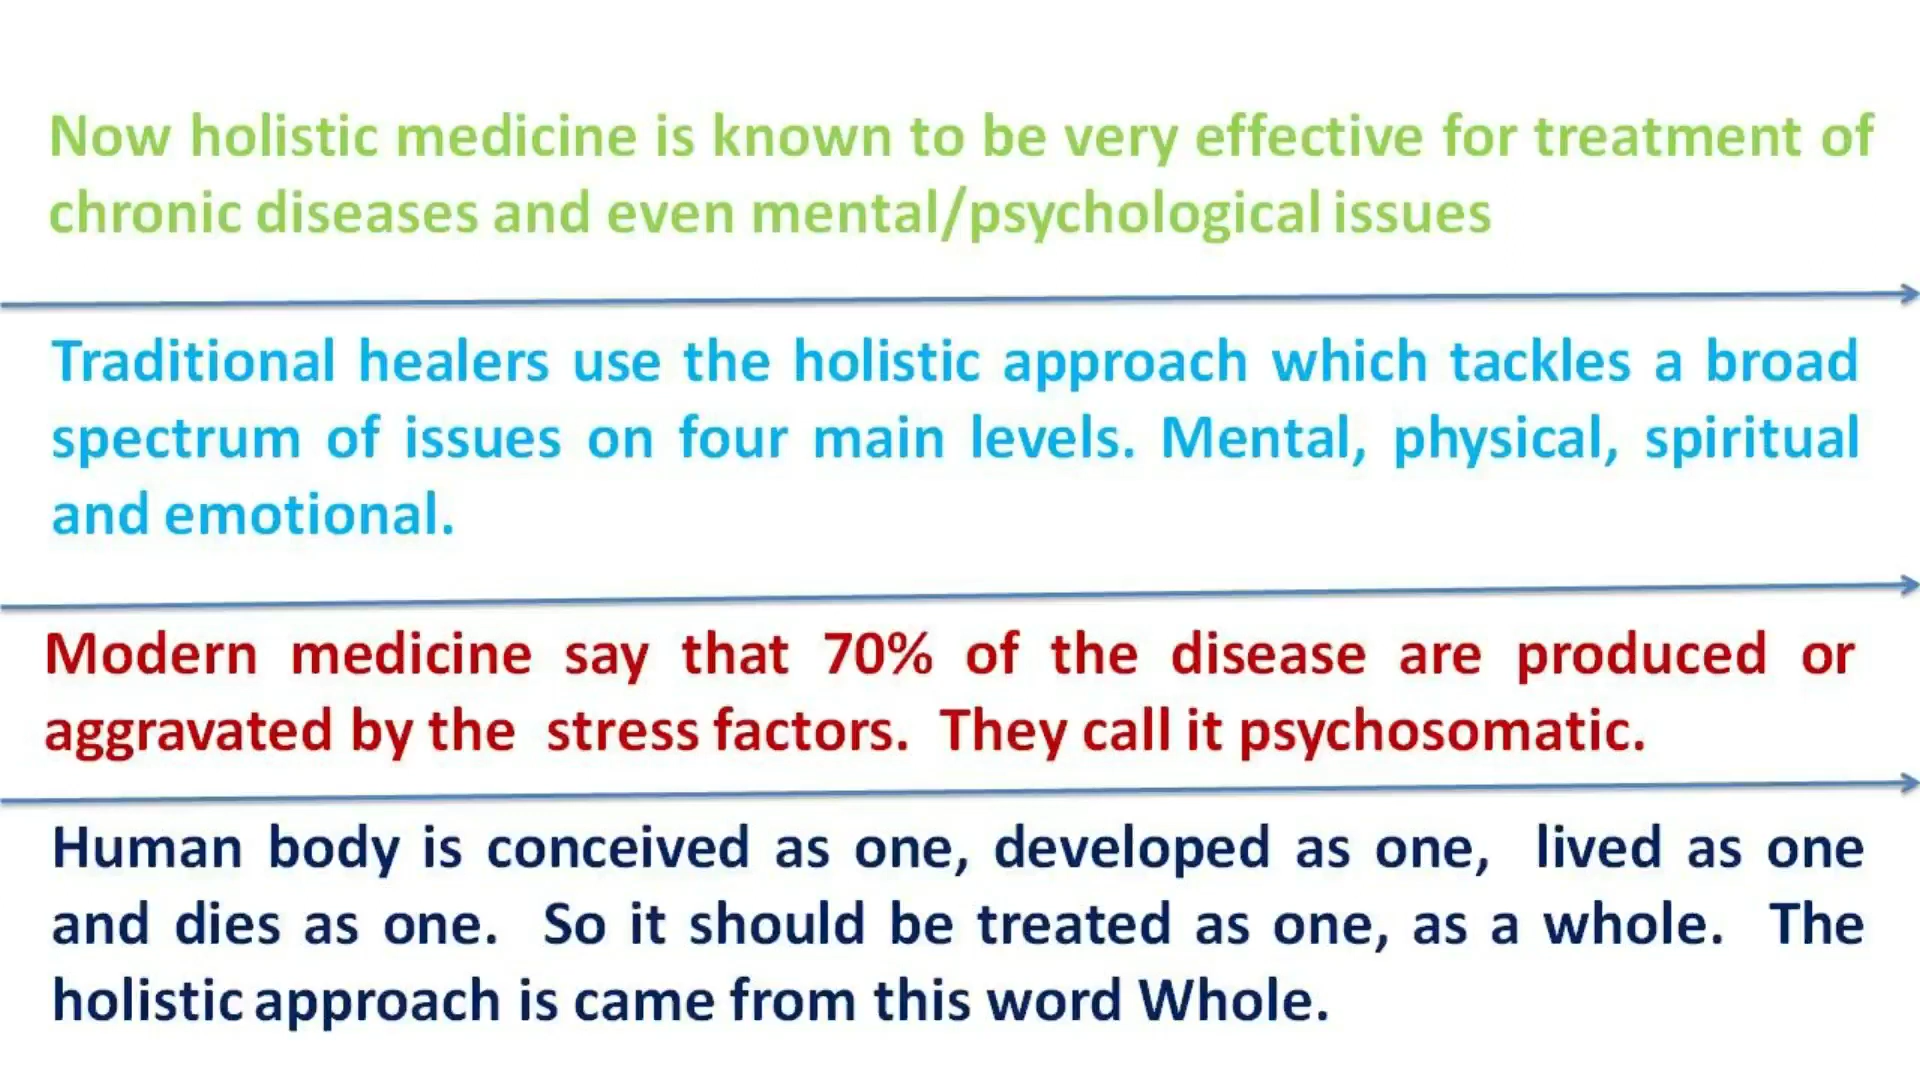 Now holistic medicine is known to be very effective for treatment of
chronic diseases and even mental/psychological issues
Traditional healers use the holistic approach which tackles a broad
spectrum of issues on four main levels. Mental, physical, spiritual
and emotional.
Modern medicine say that 70% of the disease are produced or
aggravated by the stress factors. They call it psychosomatic.
Human body is conceived as one, developed as one, lived as one
and dies as one. So it should be treated as one, as a whole. The
holistic approach is came from this word Whole.